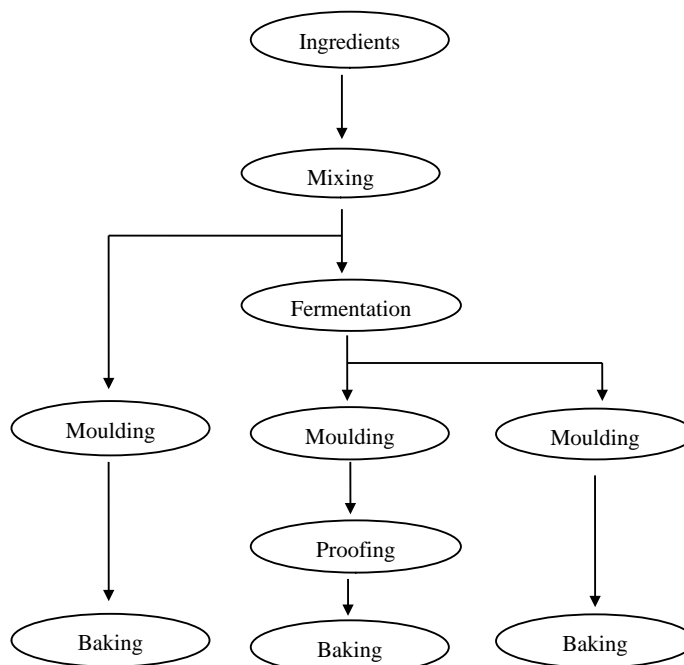 Ingredients
Mixing
Fermentation
Moulding
Moulding
Moulding
Proofing
Baking
Baking
Baking